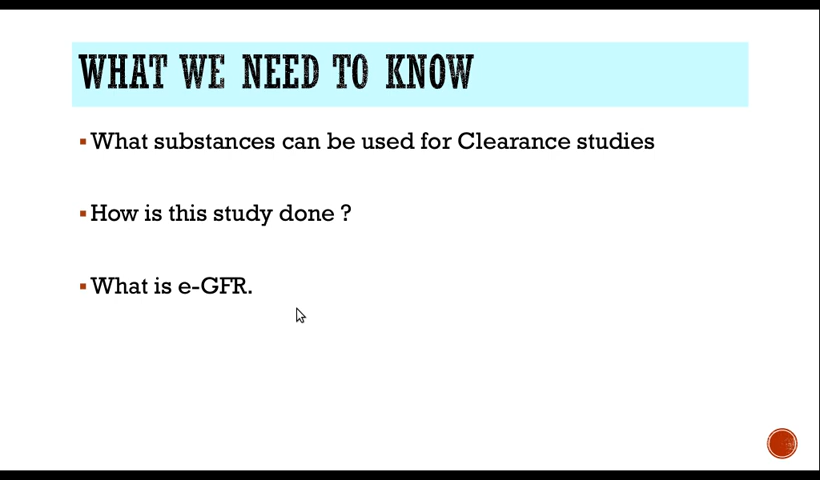 WHAT WE NEED TO KNOW
▪What substances can be used for Clearance studies
▪How is this study done ?
▪What is e-GFR.